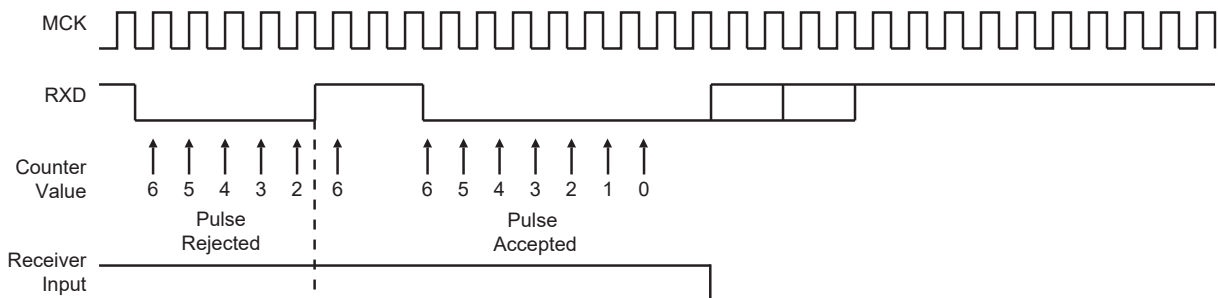 MCK
RXD
Counter
Value
6 5 4 3 2 6 6 5 4 3 2 1 0
Pulse
Rejected
Pulse
Accepted
Receiver
Input